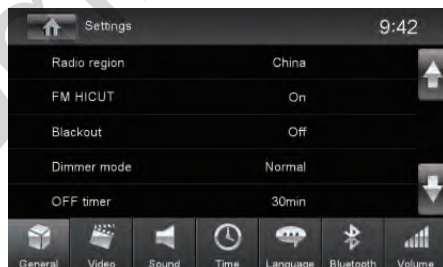 Settings 9:42
Radio region China
FM HICUT On
Blackout Off
Dimmer mode Normal
OFF timer 30min
General Video Sound Time Language Bluetooth Volume